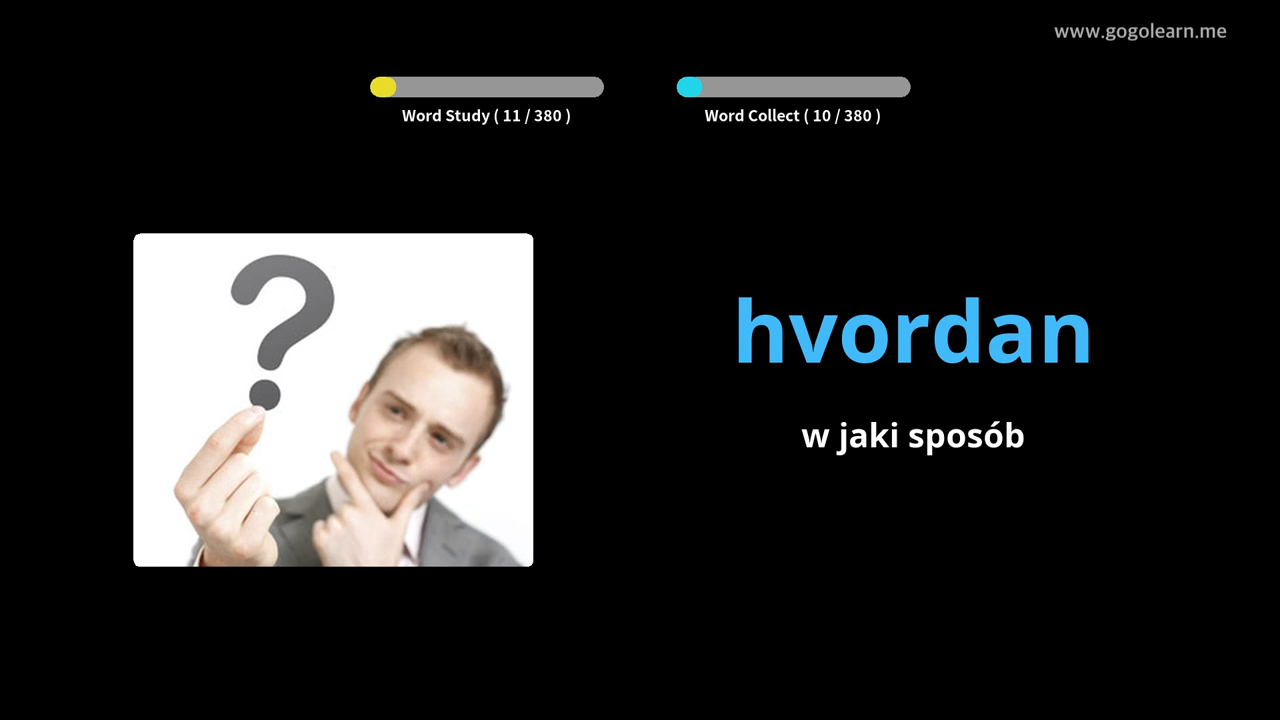 www.gogolearn.me
Word Study ( 11 / 380 )
Word Collect ( 10 / 380 )
?
hvordan
w jaki sposób